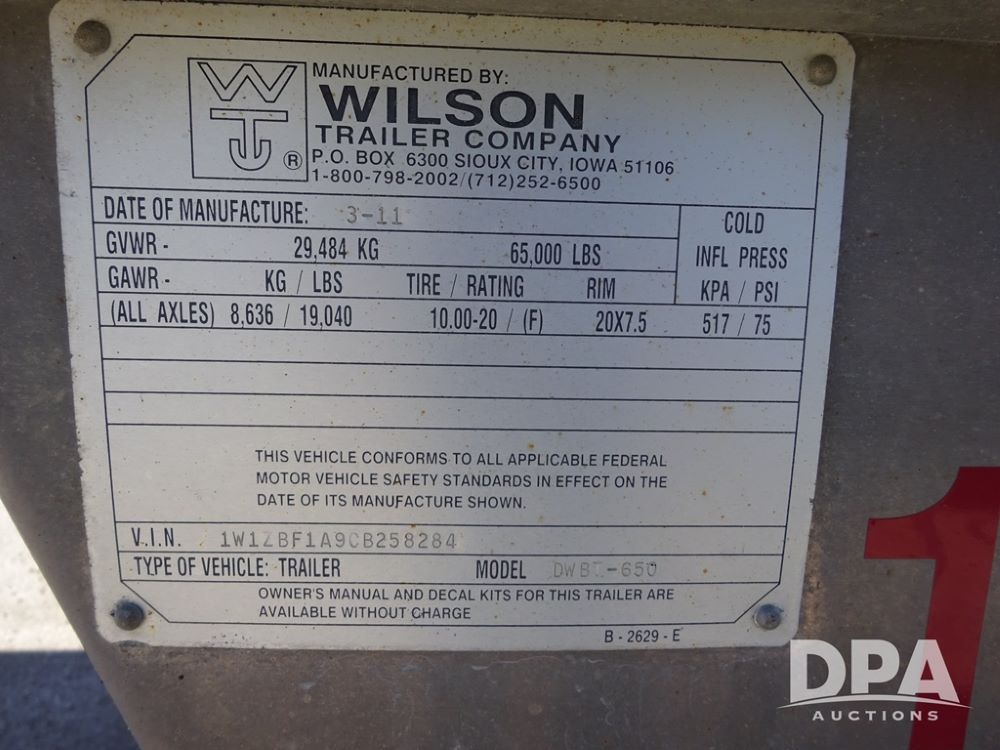 MANUFACTURED BY:
WILSON
TRAILER COMPANY
P.O. BOX 6300 SIOUX CITY, IOWA 51106
1-800-798-2002/(712)252-6500
®
DATE OF MANUFACTURE: 3-11
GVWR - 29,484 KG 65,000 LBS
COLD
INFL PRESS
KPA / PSI
GAWR - KG / LBS TIRE / RATING RIM
(ALL AXLES) 8,636 / 19,040 10.00-20 / (F) 20X7.5 517 / 75
THIS VEHICLE CONFORMS TO ALL APPLICABLE FEDERAL
MOTOR VEHICLE SAFETY STANDARDS IN EFFECT ON THE
DATE OF ITS MANUFACTURE SHOWN.
V.I.N. 1W1ZBF1A9CB258284
TYPE OF VEHICLE: TRAILER MODEL
OWNER'S MANUAL AND DECAL KITS FOR THIS TRAILER ARE
AVAILABLE WITHOUT CHARGE
B - 2629 - E
1
DPA
AUCTIONS